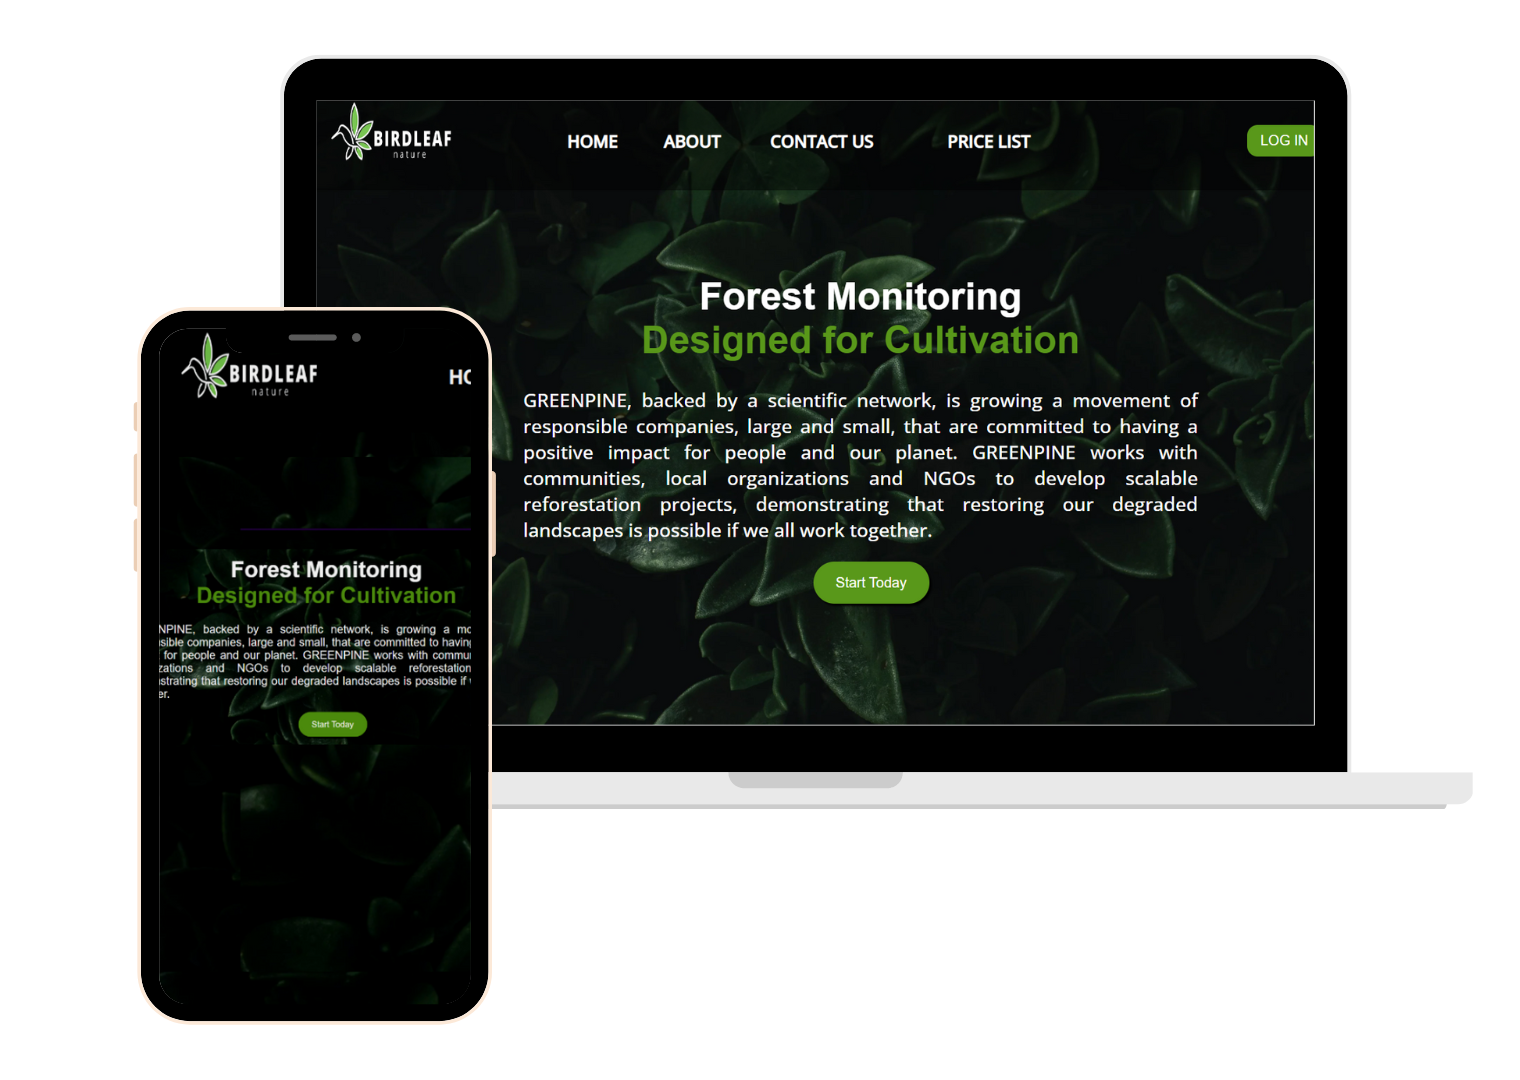 BIRDLEAF
nature
HOME ABOUT CONTACT US PRICE LIST LOG IN
Forest Monitoring
Designed for Cultivation
GREENPINE, backed by a scientific network, is growing a movement of
responsible companies, large and small, that are committed to having a
positive impact for people and our planet. GREENPINE works with
communities, local organizations and NGOs to develop scalable
reforestation projects, demonstrating that restoring our degraded
landscapes is possible if we all work together.
Start Today
BIRDLEAF
nature
HO
Forest Monitoring
Designed for Cultivation
NPINE, backed by a scientific network, is growing a mo
sible companies, large and small, that are committed to having
for people and our planet. GREENPINE works with commu
zations and NGOs to develop scalable reforestation
strating that restoring our degraded landscapes is possible if
er.
Start Today